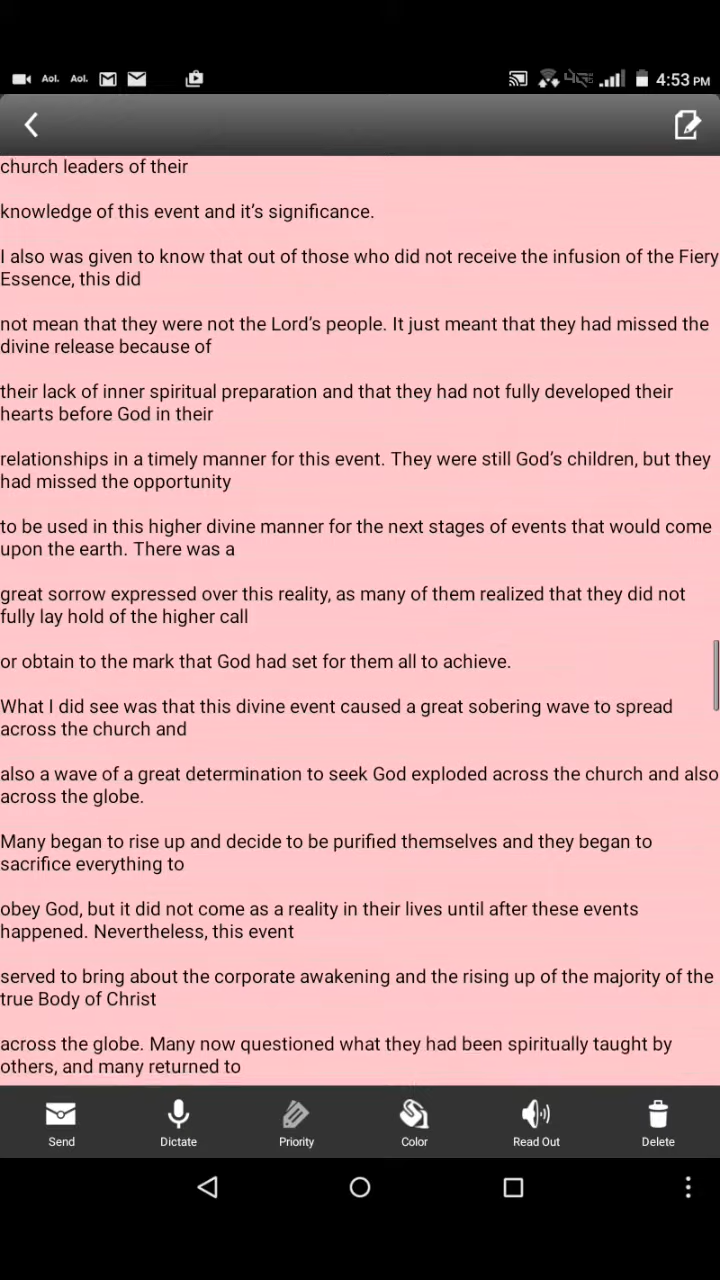 Aol. Aol. 4:53 PM
church leaders of their
knowledge of this event and it’s significance.
I also was given to know that out of those who did not receive the infusion of the Fiery
Essence, this did
not mean that they were not the Lord’s people. It just meant that they had missed the
divine release because of
their lack of inner spiritual preparation and that they had not fully developed their
hearts before God in their
relationships in a timely manner for this event. They were still God’s children, but they
had missed the opportunity
to be used in this higher divine manner for the next stages of events that would come
upon the earth. There was a
great sorrow expressed over this reality, as many of them realized that they did not
fully lay hold of the higher call
or obtain to the mark that God had set for them all to achieve.
What I did see was that this divine event caused a great sobering wave to spread
across the church and
also a wave of a great determination to seek God exploded across the church and also
across the globe.
Many began to rise up and decide to be purified themselves and they began to
sacrifice everything to
obey God, but it did not come as a reality in their lives until after these events
happened. Nevertheless, this event
served to bring about the corporate awakening and the rising up of the majority of the
true Body of Christ
across the globe. Many now questioned what they had been spiritually taught by
others, and many returned to
Send Dictate Priority Color Read Out Delete